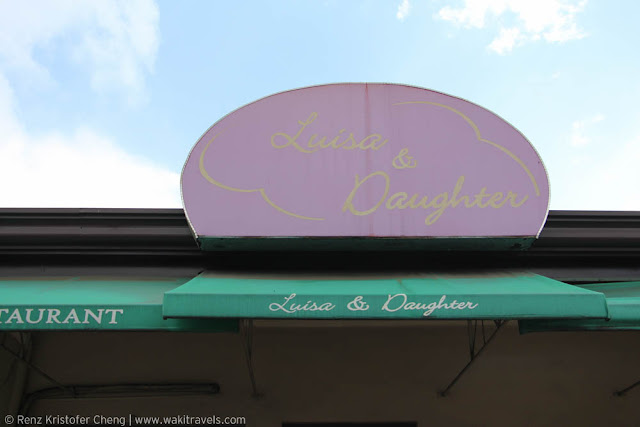 Luisa
&
Daughter
TAURANT
Luisa & Daughter
© Renz Kristofer Cheng | www.wakitravels.com